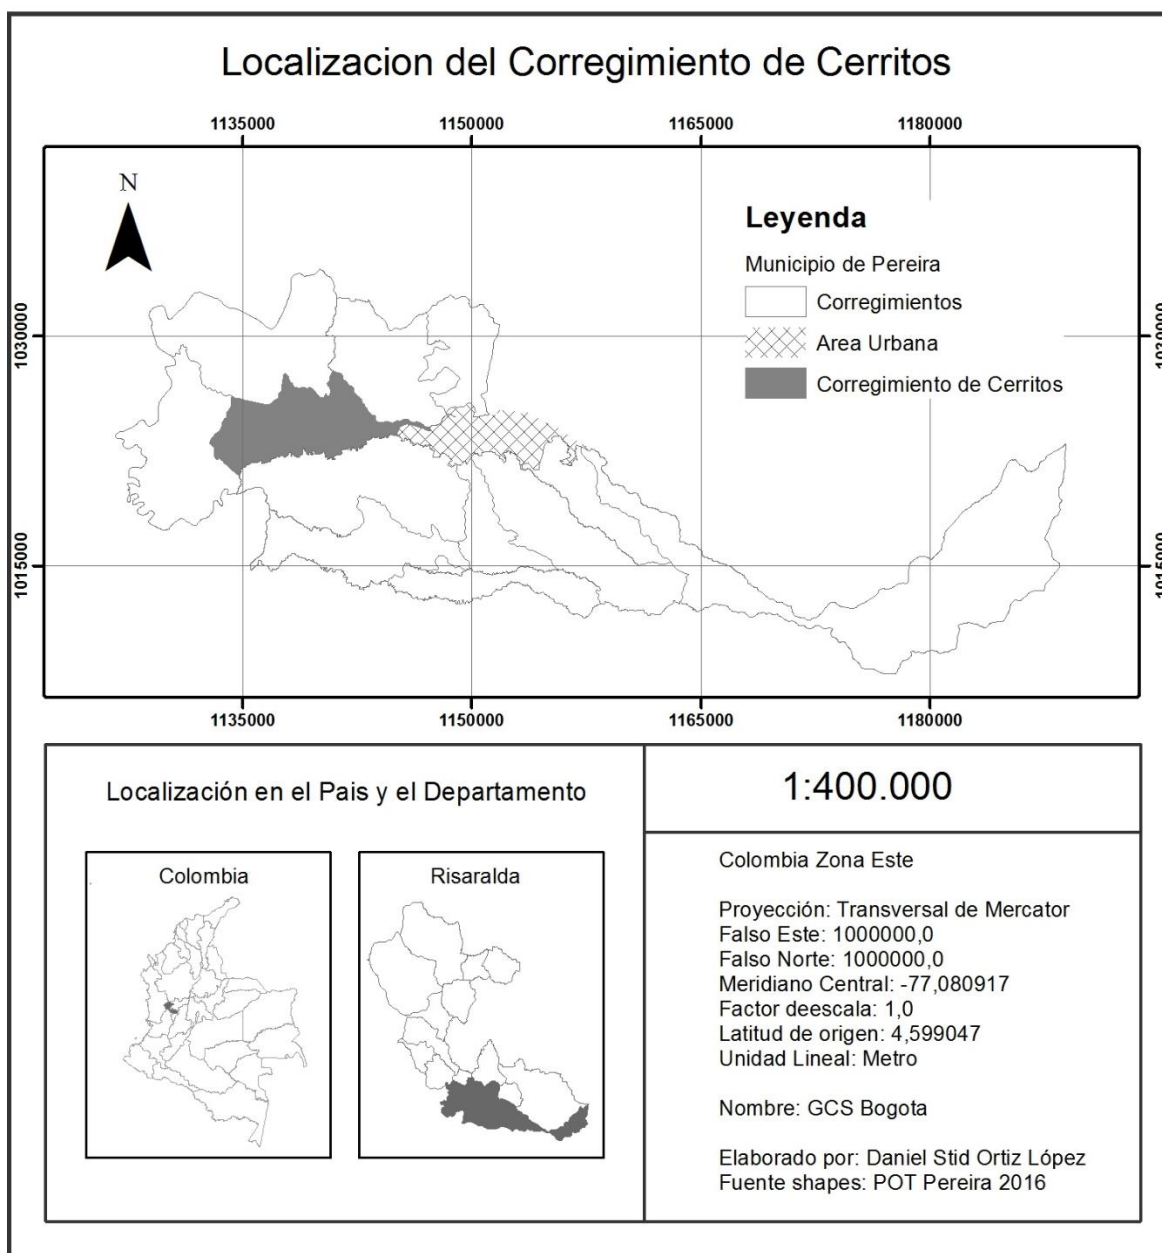 Localizacion del Corregimiento de Cerritos
1135000 1150000 1165000 1180000
N
Leyenda
Municipio de Pereira
Corregimientos
Area Urbana
Corregimiento de Cerritos
1030000 1030000
1015000 1015000
1135000 1150000 1165000 1180000
Localización en el Pais y el Departamento
Colombia
Risaralda
1:400.000
Colombia Zona Este
Proyección: Transversal de Mercator
Falso Este: 1000000,0
Falso Norte: 1000000,0
Meridiano Central: -77,080917
Factor deescala: 1,0
Latitud de origen: 4,599047
Unidad Lineal: Metro
Nombre: GCS Bogota
Elaborado por: Daniel Stid Ortiz López
Fuente shapes: POT Pereira 2016